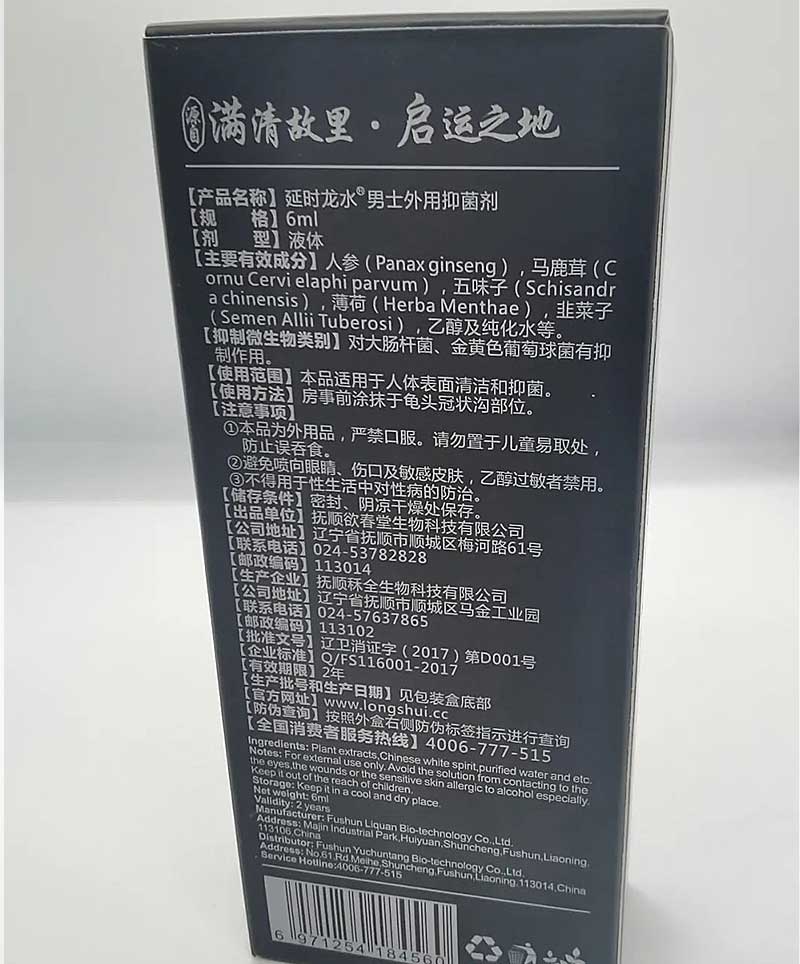 源自 满清故里·启运之地
【产品名称】延时龙水®男士外用抑菌剂
【规 格】6ml
【剂 型】液体
【主要有效成分】人参（Panax ginseng），马鹿茸（C
ornu Cervi elaphi parvum），五味子（Schisandr
a chinensis），薄荷（Herba Menthae），韭菜子
（Semen Allii Tuberosi），乙醇及纯化水等。
【抑制微生物类别】对大肠杆菌、金黄色葡萄球菌有抑
制作用。
【使用范围】本品适用于人体表面清洁和抑菌。
【使用方法】房事前涂抹于龟头冠状沟部位。
【注意事项】
①本品为外用品，严禁口服。请勿置于儿童易取处，
防止误吞食。
②避免喷向眼睛、伤口及敏感皮肤，乙醇过敏者禁用。
③不得用于性生活中对性病的防治。
【储存条件】密封、阴凉干燥处保存。
【出品单位】抚顺欲春堂生物科技有限公司
【公司地址】辽宁省抚顺市顺城区梅河路61号
【联系电话】024-53782828
【邮政编码】113014
【生产企业】抚顺秝全生物科技有限公司
【公司地址】辽宁省抚顺市顺城区马金工业园
【联系电话】024-57637865
【邮政编码】113102
【批准文号】辽卫消证字（2017）第D001号
【企业标准】Q/FS116001-2017
【有效期限】2年
【生产批号和生产日期】见包装盒底部
【官方网址】www.longshui.cc
【防伪查询】按照外盒右侧防伪标签指示进行查询
【全国消费者服务热线】4006-777-515
Ingredients: Plant extracts,Chinese white spirit,purified water and etc.
Notes: For external use only. Avoid the solution from contacting to the
the eyes,the wounds or the sensitive skin allergic to alcohol especially.
Keep it out of the reach of children.
Storage: Keep it in a cool and dry place.
Net weight: 6ml
Validity: 2 years
Manufacturer: Fushun Liquan Bio-technology Co.,Ltd.
Address: Majin Industrial Park,Huiyuan,Shuncheng,Fushun,Liaoning,
113106,China
Distributor: Fushun Yuchuntang Bio-technology Co.,Ltd.
Address: No.61,Rd.Meihe,Shuncheng,Fushun,Liaoning.113014,China
Service Hotline:4006-777-515
6 971254 184560